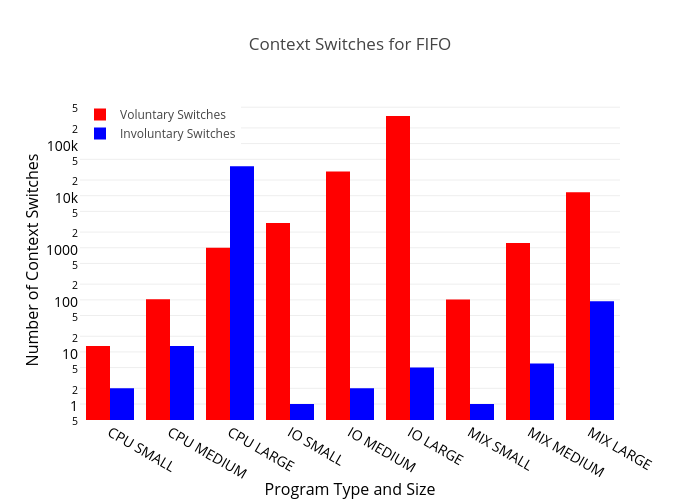 Context Switches for FIFO
Voluntary Switches
Involuntary Switches
Number of Context Switches
5
2
100k
5
2
10k
5
2
1000
5
2
100
5
2
10
5
2
1
5
CPU SMALL
CPU MEDIUM
CPU LARGE
IO SMALL
IO MEDIUM
IO LARGE
MIX SMALL
MIX MEDIUM
MIX LARGE
Program Type and Size